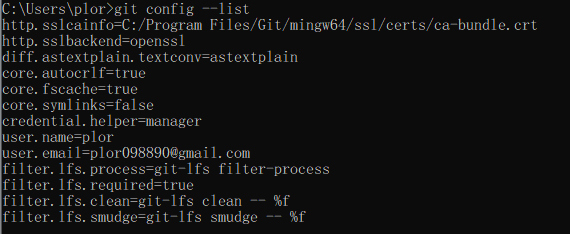 C:\Users\plor>git config --list
http.sslcainfo=C:/Program Files/Git/mingw64/ssl/certs/ca-bundle.crt
http.sslbackend=openssl
diff.astextplain.textconv=astextplain
core.autocrlf=true
core.fscache=true
core.symlinks=false
credential.helper=manager
user.name=plor
user.email=plor098890@gmail.com
filter.lfs.process=git-lfs filter-process
filter.lfs.required=true
filter.lfs.clean=git-lfs clean -- %f
filter.lfs.smudge=git-lfs smudge -- %f